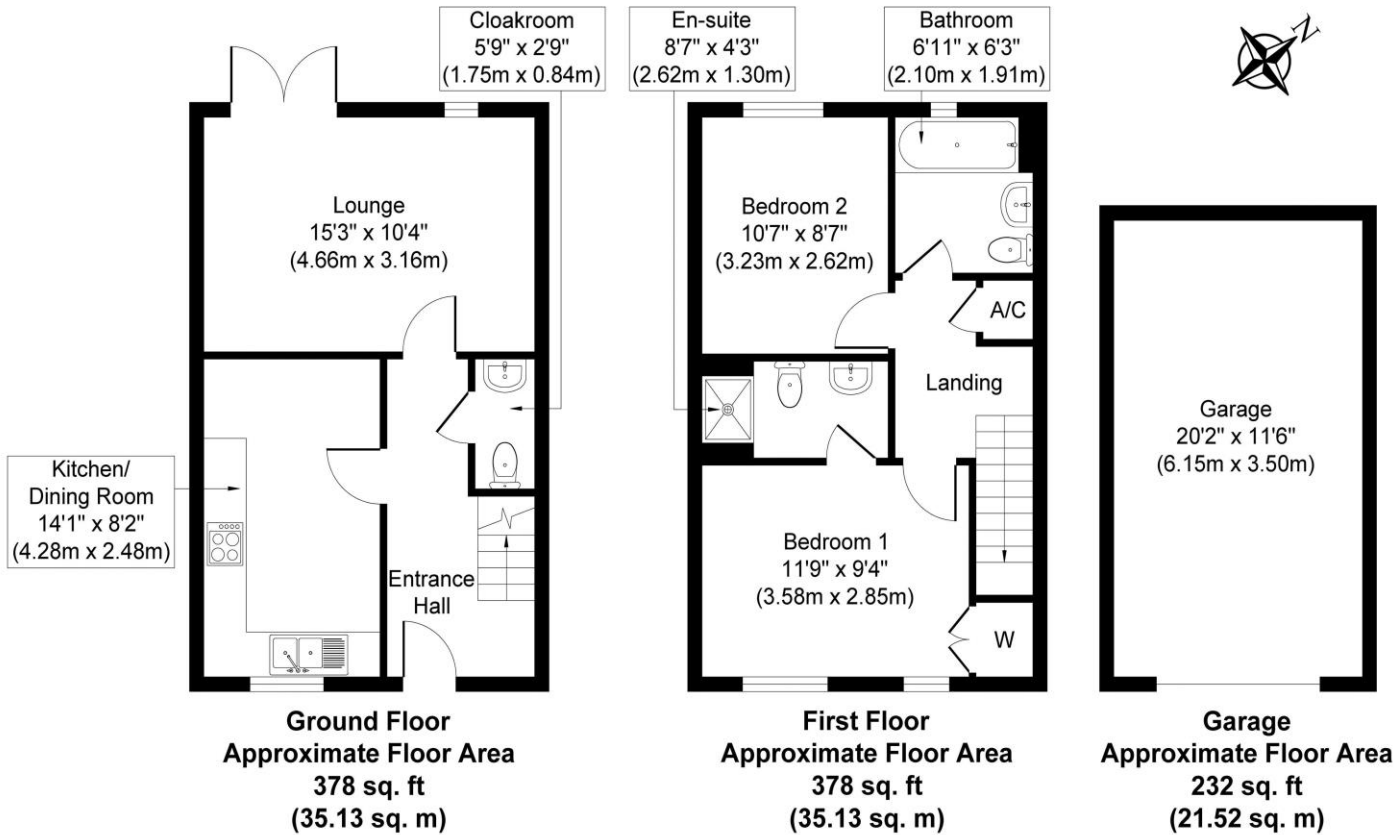 Cloakroom
5'9" x 2'9"
(1.75m x 0.84m)
En-suite
8'7" x 4'3"
(2.62m x 1.30m)
Bathroom
6'11" x 6'3"
(2.10m x 1.91m)
N
Lounge
15'3" x 10'4"
(4.66m x 3.16m)
Kitchen/
Dining Room
14'1" x 8'2"
(4.28m x 2.48m)
Entrance
Hall
Ground Floor
Approximate Floor Area
378 sq. ft
(35.13 sq. m)
Bedroom 2
10'7" x 8'7"
(3.23m x 2.62m)
A/C
Landing
Bedroom 1
11'9" x 9'4"
(3.58m x 2.85m)
W
First Floor
Approximate Floor Area
378 sq. ft
(35.13 sq. m)
Garage
20'2" x 11'6"
(6.15m x 3.50m)
Garage
Approximate Floor Area
232 sq. ft
(21.52 sq. m)